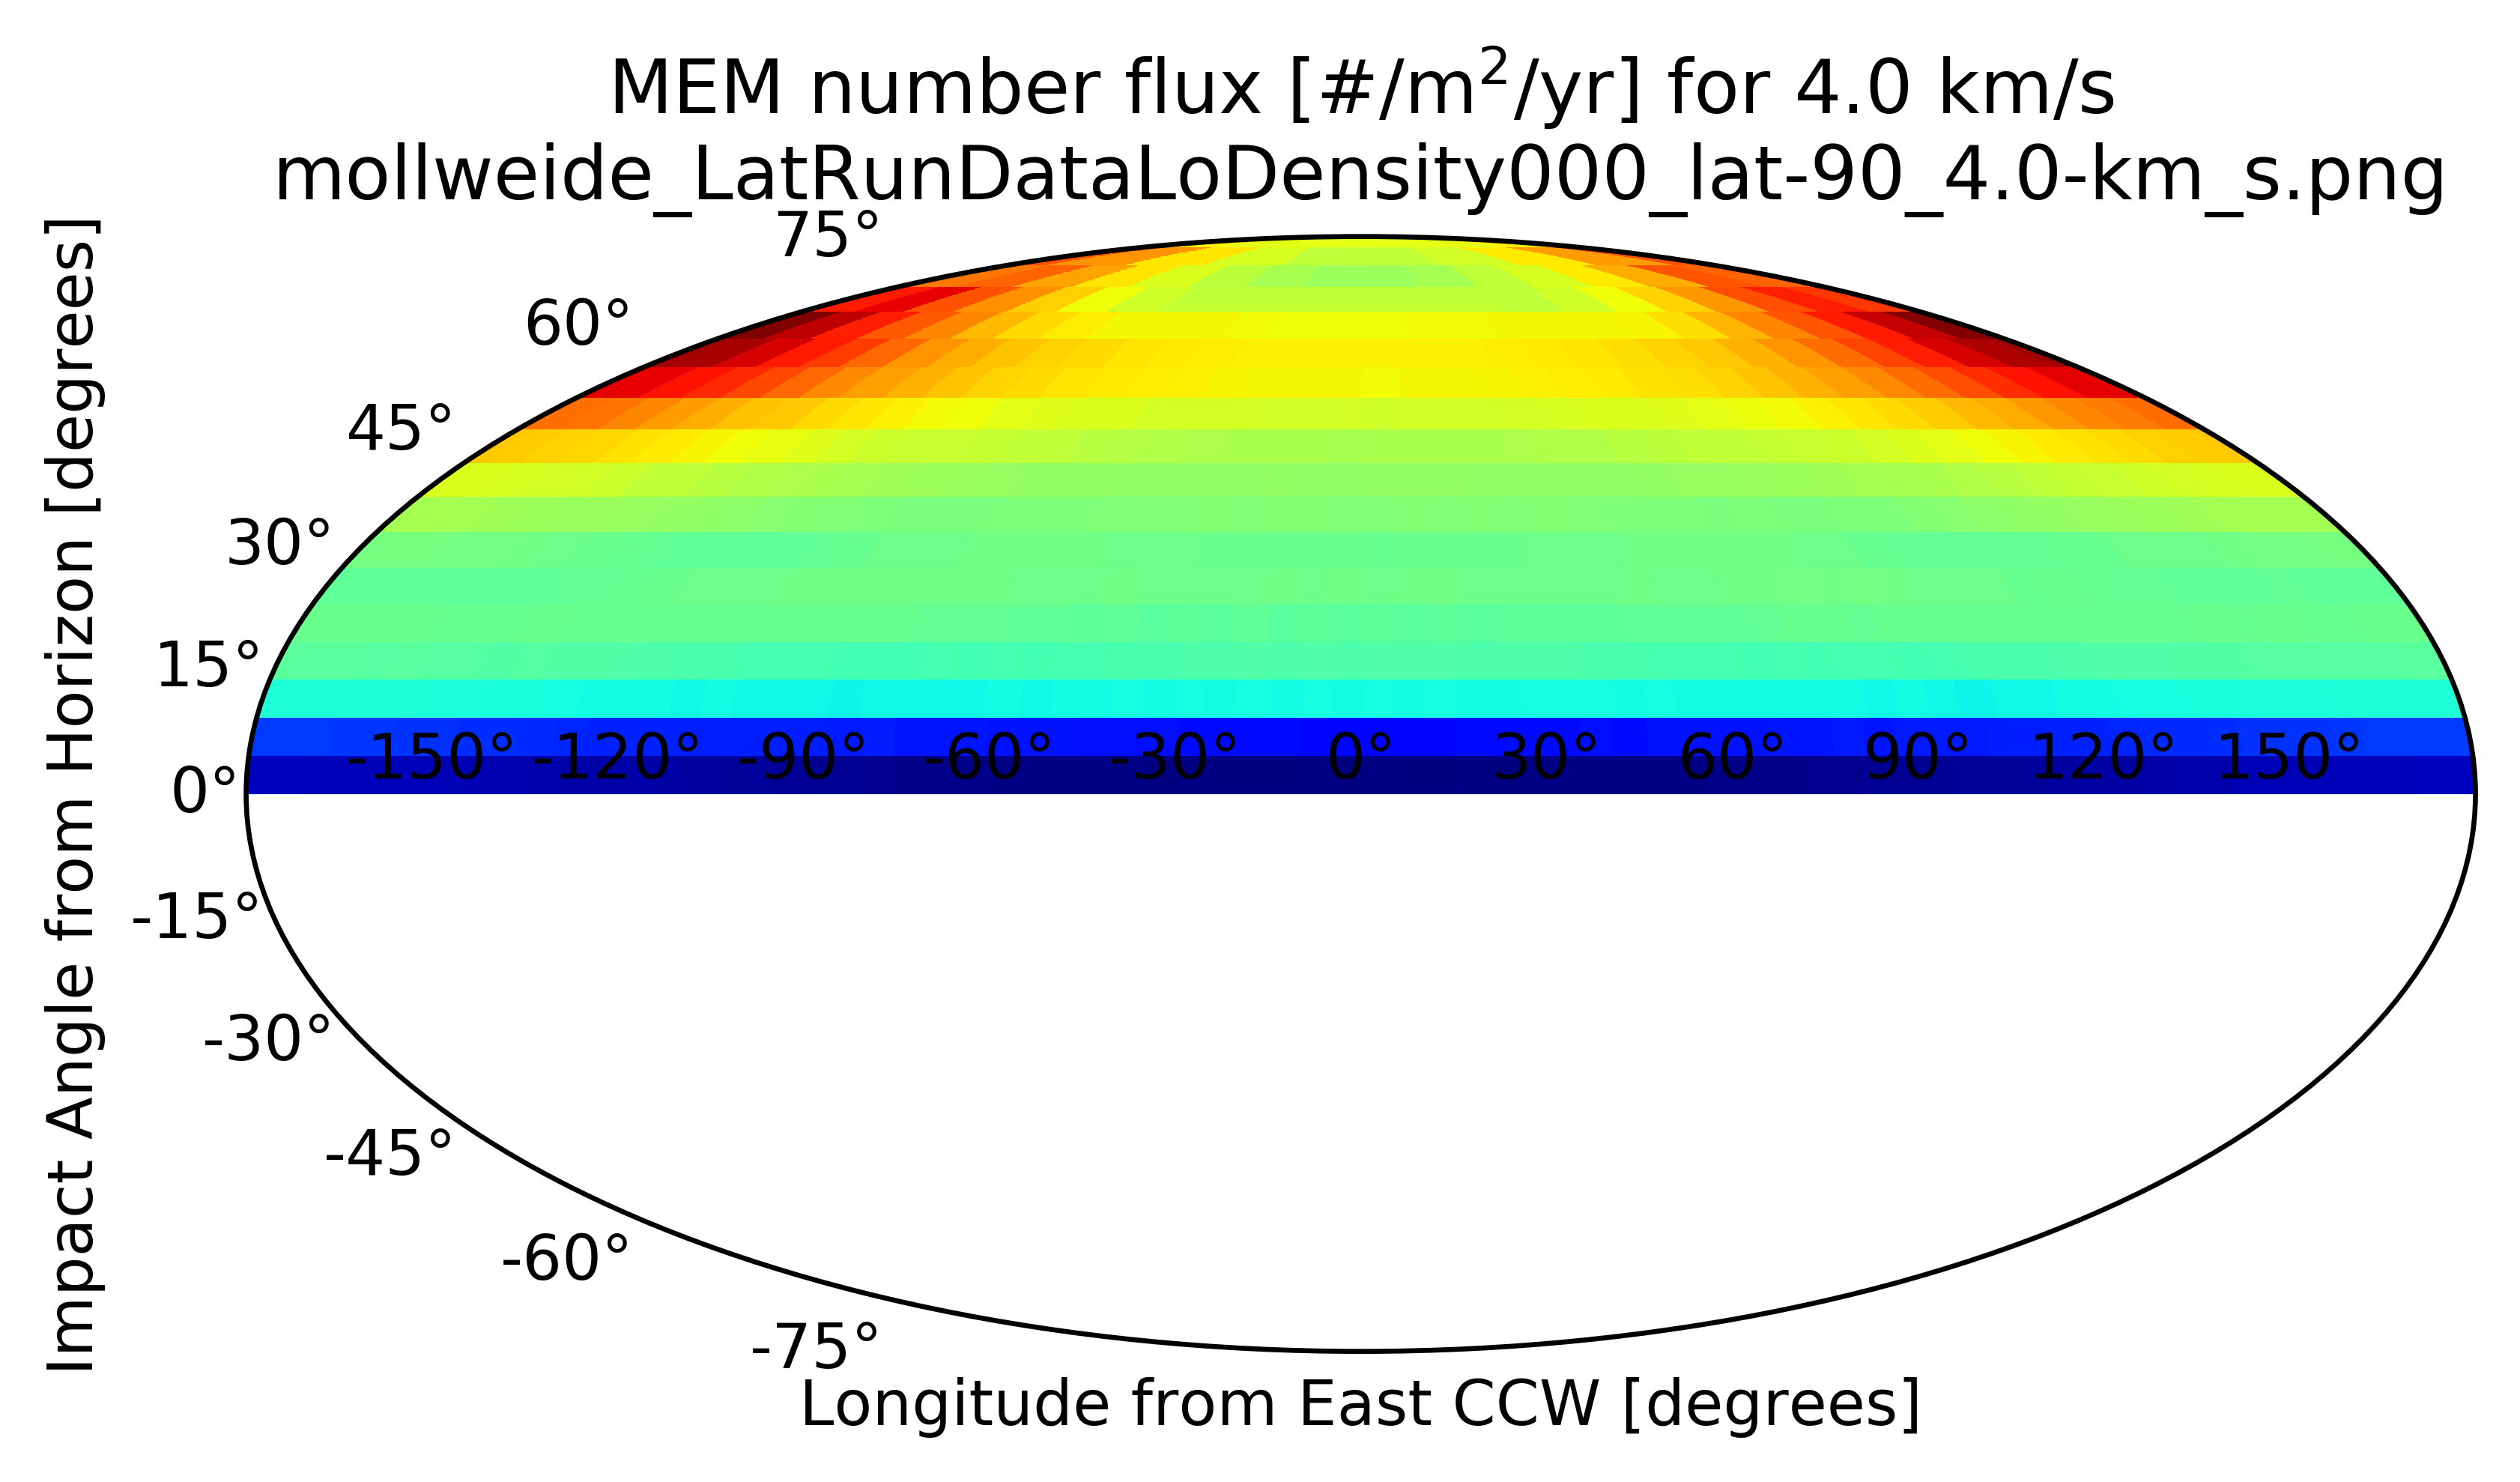 MEM number flux [#/m²/yr] for 4.0 km/s
mollweide_LatRunDataLoDensity000_lat-90_4.0-km_s.png
Impact Angle from Horizon [degrees]
75°
60°
45°
30°
15°
0°
-150° -120° -90° -60° -30° 0° 30° 60° 90° 120° 150°
-15°
-30°
-45°
-60°
-75°
Longitude from East CCW [degrees]